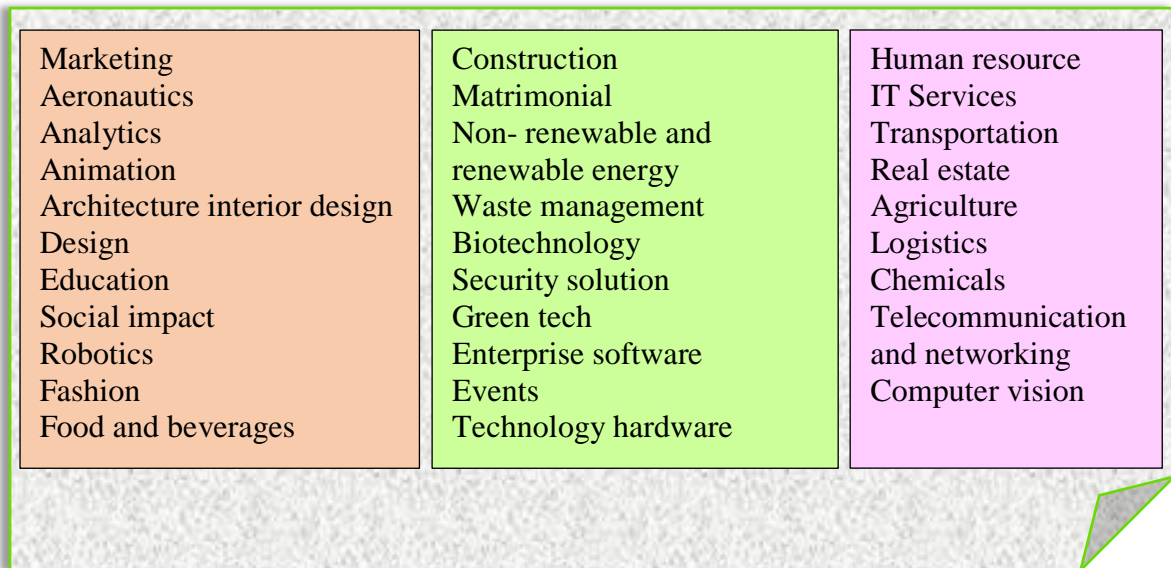 Marketing
Aeronautics
Analytics
Animation
Architecture interior design
Design
Education
Social impact
Robotics
Fashion
Food and beverages
Construction
Matrimonial
Non- renewable and
renewable energy
Waste management
Biotechnology
Security solution
Green tech
Enterprise software
Events
Technology hardware
Human resource
IT Services
Transportation
Real estate
Agriculture
Logistics
Chemicals
Telecommunication
and networking
Computer vision